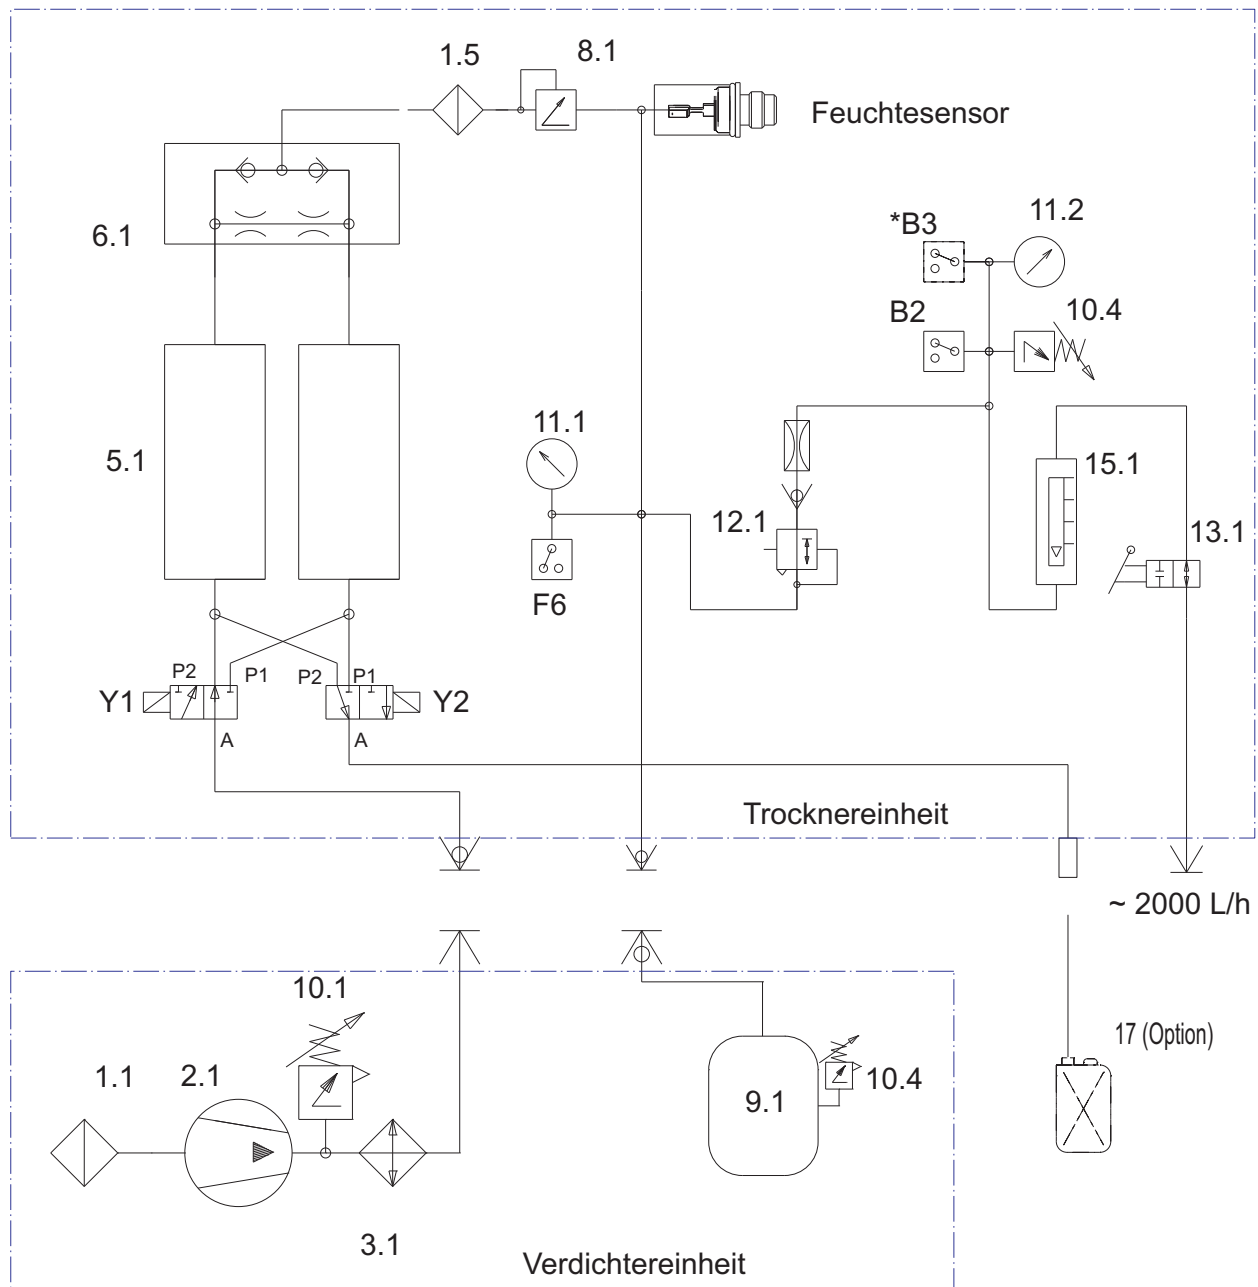 1.5
8.1
Feuchtesensor
6.1
*B3
11.2
B2
10.4
5.1
11.1
15.1
12.1
13.1
F6
P2
P1
P2
P1
Y1
Y2
A
A
Trocknereinheit
~ 2000 L/h
10.1
17 (Option)
1.1
2.1
9.1
10.4
3.1
Verdichtereinheit